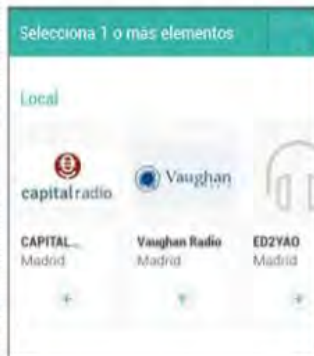 Selecciona 1 o más elementos
Local
capitalradio
Vaughan
CAPITAL...
Vaughan Radio
ED2YAO
Madrid
Madrid
Madrid
+
+
+